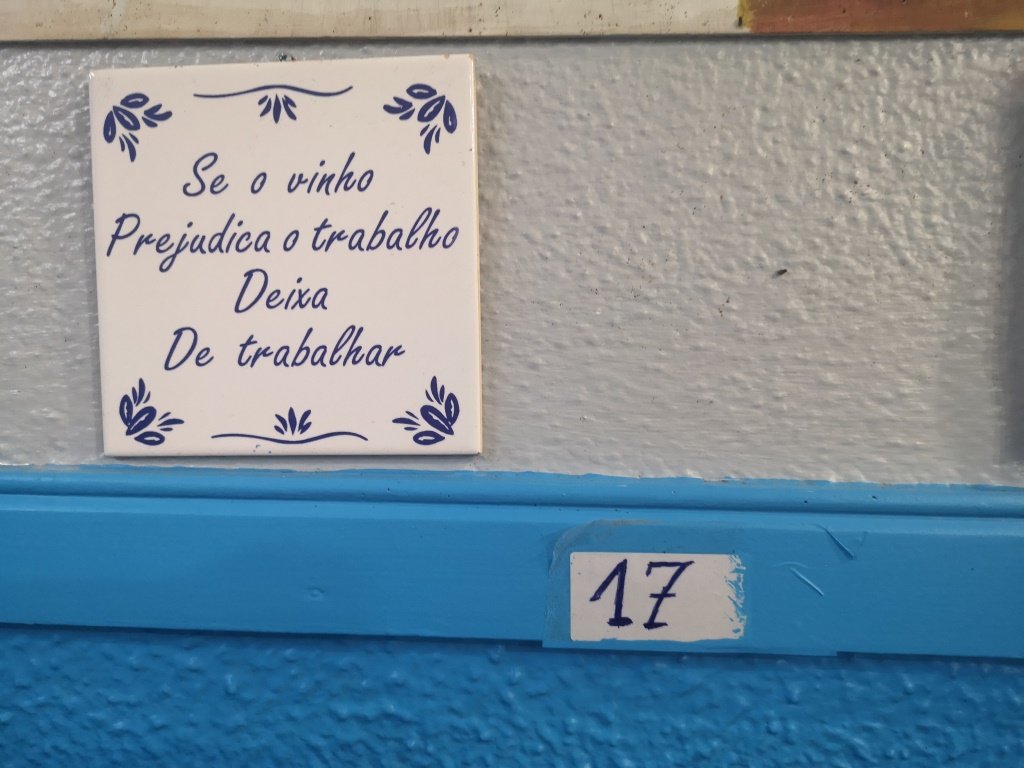 Se o vinho
Prejudica o trabalho
Deixa
De trabalhar
17